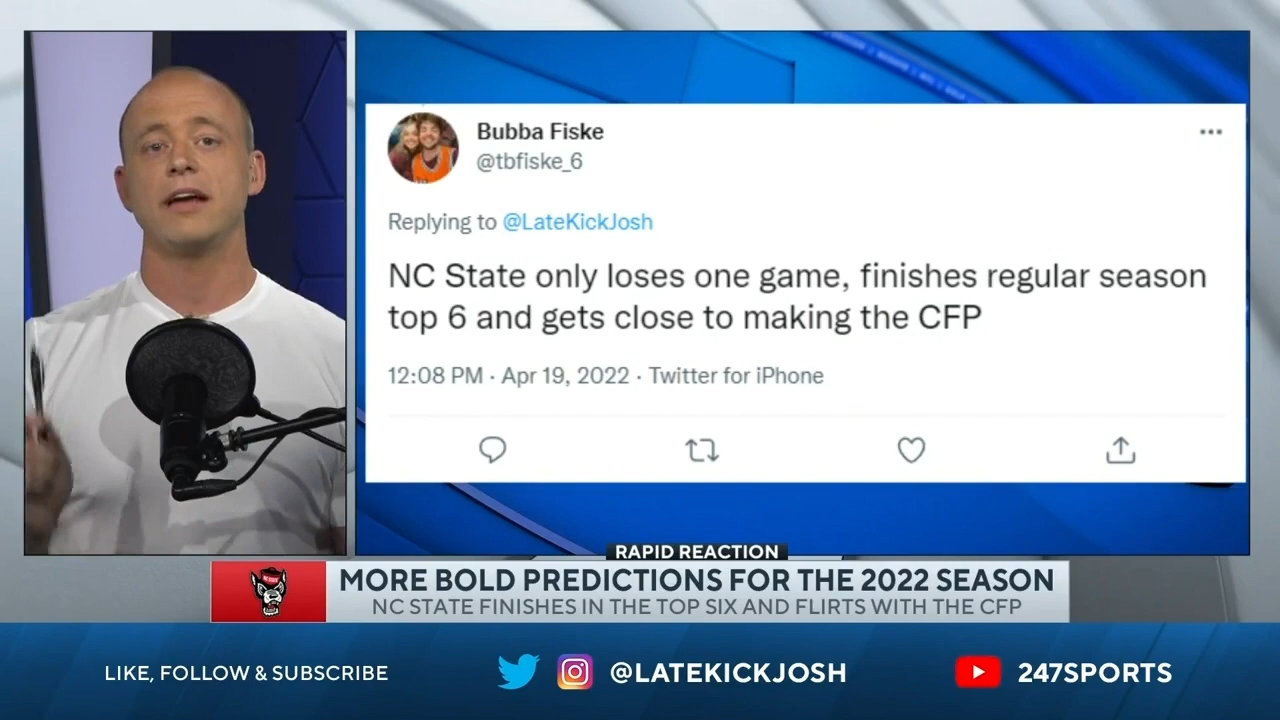 Bubba Fiske
@tbfiske_6
Replying to @LateKickJosh
NC State only loses one game, finishes regular season
top 6 and gets close to making the CFP
12:08 PM · Apr 19, 2022 · Twitter for iPhone
RAPID REACTION
MORE BOLD PREDICTIONS FOR THE 2022 SEASON
NC STATE FINISHES IN THE TOP SIX AND FLIRTS WITH THE CFP
LIKE, FOLLOW & SUBSCRIBE
@LATEKICKJOSH
247SPORTS